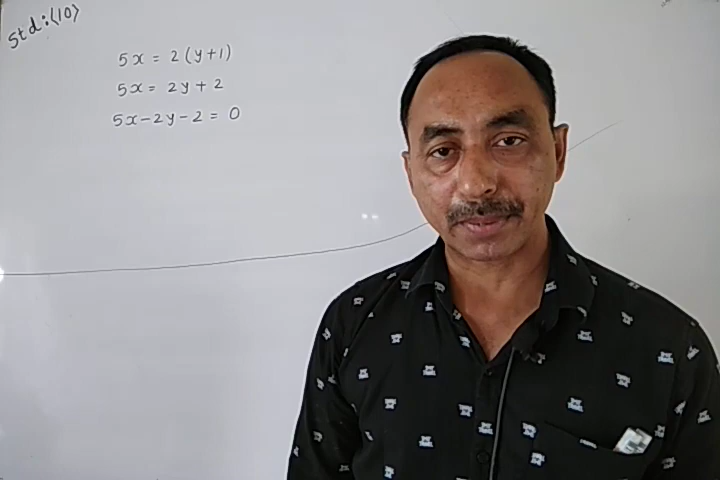 Std:(10)
5x = 2(y+1)
5x = 2y + 2
5x-2y-2 = 0